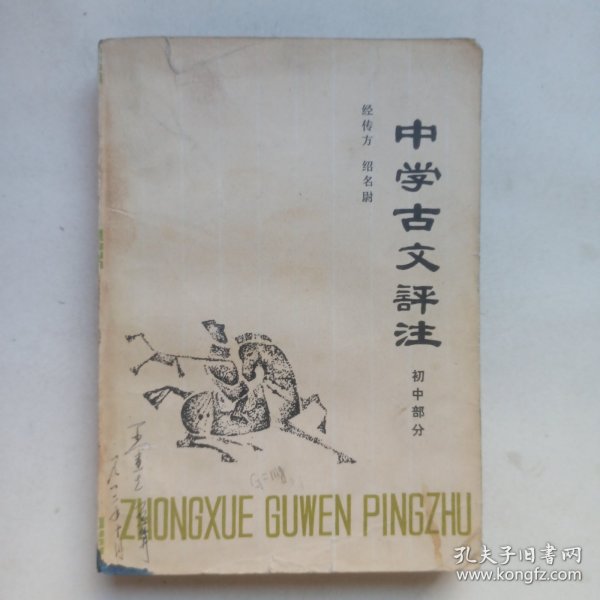 中学古文評注
初中部分
经传方 绍名尉
G=mg
ZHONGXUE GUWEN PINGZHU
孔夫子旧书网
www.kongfz.com